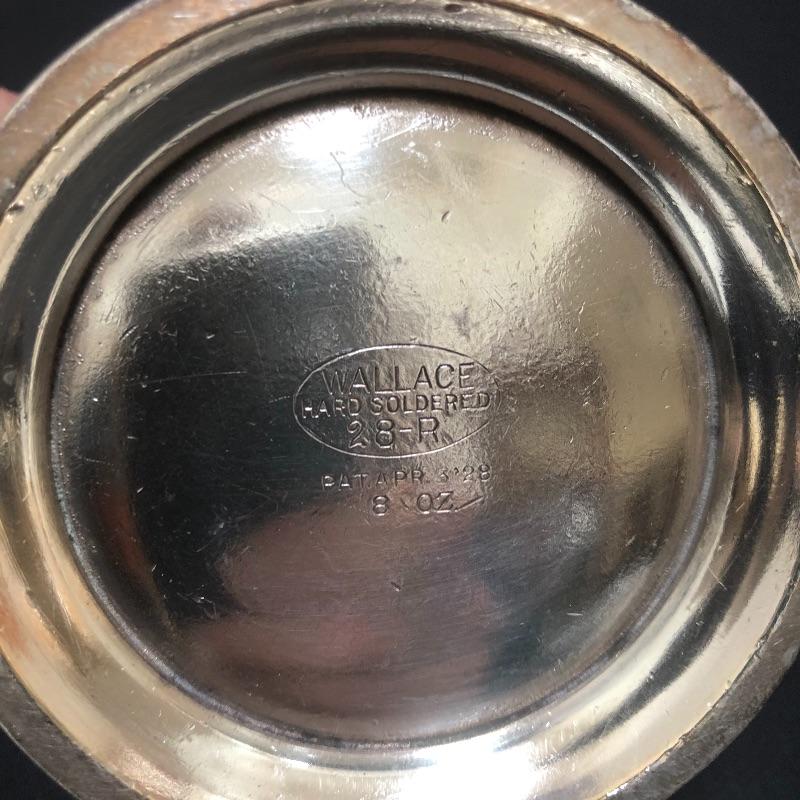 WALLACE
HARD SOLDERED
28-R
PAT. APR. 3'28
8 OZ.